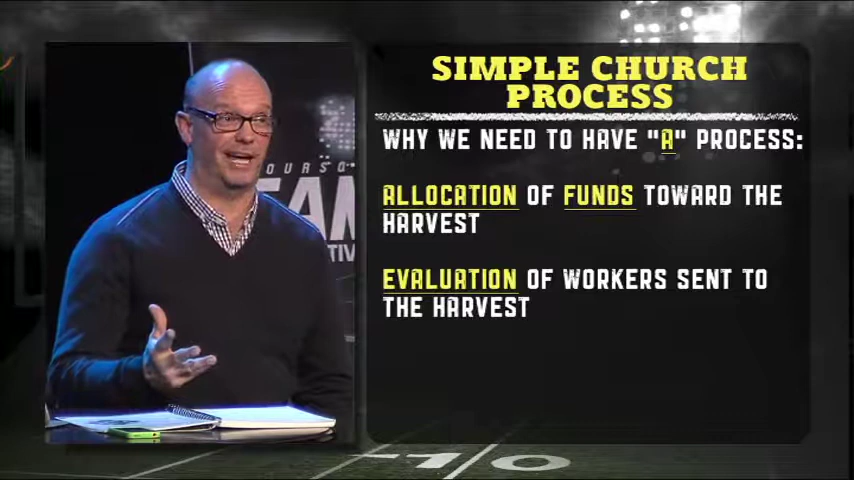 SIMPLE CHURCH
PROCESS
WHY WE NEED TO HAVE "A" PROCESS:
ALLOCATION OF FUNDS TOWARD THE
HARVEST
EVALUATION OF WORKERS SENT TO
THE HARVEST
10